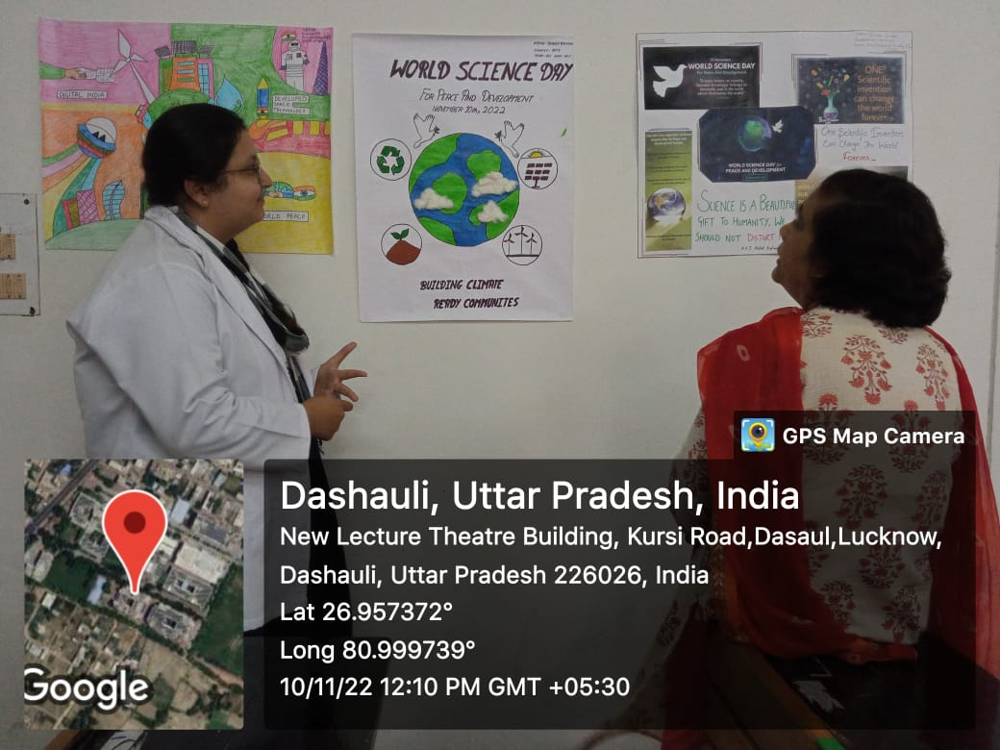 DIGITAL INDIA
DEVELOPED
SPACE
TECHNOLOGY
WORLD PEACE
WORLD SCIENCE DAY
FOR PEACE AND DEVELOPMENT
NOVEMBER 10th, 2022
BUILDING CLIMATE
READY COMMUNITES
WORLD SCIENCE DAY
For Peace And Development
ONE
Scientific
invention can
change the
world
forever
WORLD SCIENCE DAY for
PEACE AND DEVELOPMENT
One Scientific Invention
Can Change The World
Forever
SCIENCE IS A BEAUTIFUL
GIFT TO HUMANITY, WE
SHOULD NOT DISTORT
GPS Map Camera
Dashauli, Uttar Pradesh, India
New Lecture Theatre Building, Kursi Road,Dasaul,Lucknow,
Dashauli, Uttar Pradesh 226026, India
Lat 26.957372°
Long 80.999739°
10/11/22 12:10 PM GMT +05:30
Google